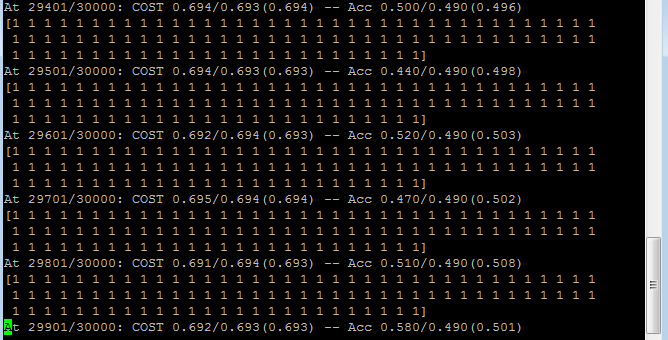 At 29401/30000: COST 0.694/0.693(0.694) -- Acc 0.500/0.490(0.496)
[1 1 1 1 1 1 1 1 1 1 1 1 1 1 1 1 1 1 1 1 1 1 1 1 1 1 1 1 1 1 1 1 1 1 1 1 1
1 1 1 1 1 1 1 1 1 1 1 1 1 1 1 1 1 1 1 1 1 1 1 1 1 1 1 1 1 1 1 1 1 1 1 1 1
1 1 1 1 1 1 1 1 1 1 1 1 1 1 1 1 1 1 1 1 1 1 1 1 1 1]
At 29501/30000: COST 0.694/0.693(0.693) -- Acc 0.440/0.490(0.498)
[1 1 1 1 1 1 1 1 1 1 1 1 1 1 1 1 1 1 1 1 1 1 1 1 1 1 1 1 1 1 1 1 1 1 1 1 1
1 1 1 1 1 1 1 1 1 1 1 1 1 1 1 1 1 1 1 1 1 1 1 1 1 1 1 1 1 1 1 1 1 1 1 1 1
1 1 1 1 1 1 1 1 1 1 1 1 1 1 1 1 1 1 1 1 1 1 1 1 1 1]
At 29601/30000: COST 0.692/0.694(0.693) -- Acc 0.520/0.490(0.503)
[1 1 1 1 1 1 1 1 1 1 1 1 1 1 1 1 1 1 1 1 1 1 1 1 1 1 1 1 1 1 1 1 1 1 1 1 1
1 1 1 1 1 1 1 1 1 1 1 1 1 1 1 1 1 1 1 1 1 1 1 1 1 1 1 1 1 1 1 1 1 1 1 1 1
1 1 1 1 1 1 1 1 1 1 1 1 1 1 1 1 1 1 1 1 1 1 1 1 1 1]
At 29701/30000: COST 0.695/0.694(0.694) -- Acc 0.470/0.490(0.502)
[1 1 1 1 1 1 1 1 1 1 1 1 1 1 1 1 1 1 1 1 1 1 1 1 1 1 1 1 1 1 1 1 1 1 1 1 1
1 1 1 1 1 1 1 1 1 1 1 1 1 1 1 1 1 1 1 1 1 1 1 1 1 1 1 1 1 1 1 1 1 1 1 1 1
1 1 1 1 1 1 1 1 1 1 1 1 1 1 1 1 1 1 1 1 1 1 1 1 1 1]
At 29801/30000: COST 0.691/0.694(0.693) -- Acc 0.510/0.490(0.508)
[1 1 1 1 1 1 1 1 1 1 1 1 1 1 1 1 1 1 1 1 1 1 1 1 1 1 1 1 1 1 1 1 1 1 1 1 1
1 1 1 1 1 1 1 1 1 1 1 1 1 1 1 1 1 1 1 1 1 1 1 1 1 1 1 1 1 1 1 1 1 1 1 1 1
1 1 1 1 1 1 1 1 1 1 1 1 1 1 1 1 1 1 1 1 1 1 1 1 1 1]
At 29901/30000: COST 0.692/0.693(0.693) -- Acc 0.580/0.490(0.501)